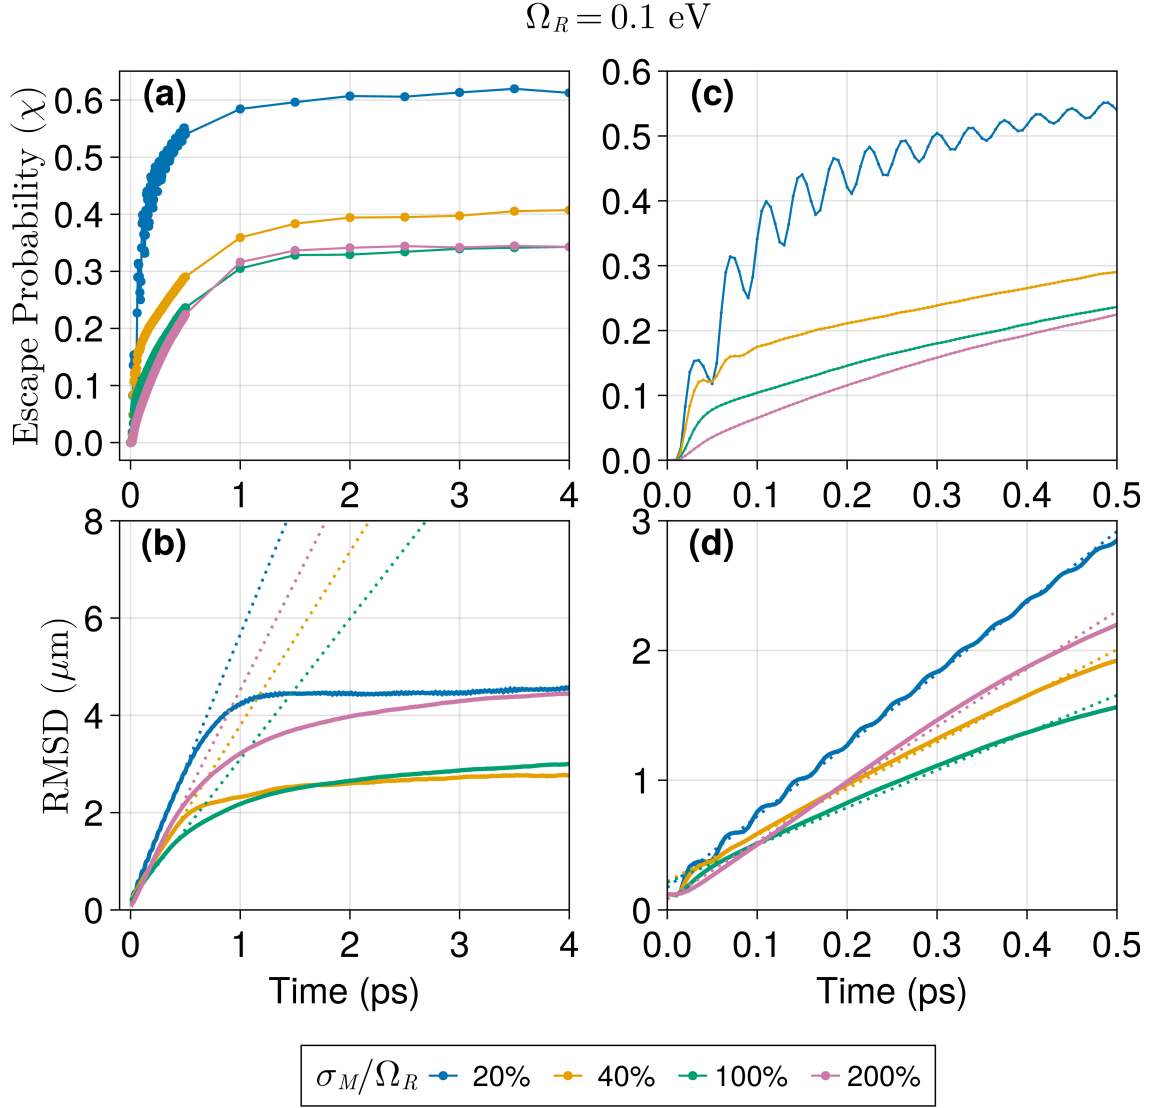 Ω_R = 0.1 eV
(a)
Escape Probability (χ)
0.6
0.5
0.4
0.3
0.2
0.1
0.0
0 1 2 3 4
(c)
0.6
0.5
0.4
0.3
0.2
0.1
0.0
0.0 0.1 0.2 0.3 0.4 0.5
(b)
RMSD (μm)
8
6
4
2
0
0 1 2 3 4
Time (ps)
(d)
3
2
1
0
0.0 0.1 0.2 0.3 0.4 0.5
Time (ps)
σ_M/Ω_R 20% 40% 100% 200%